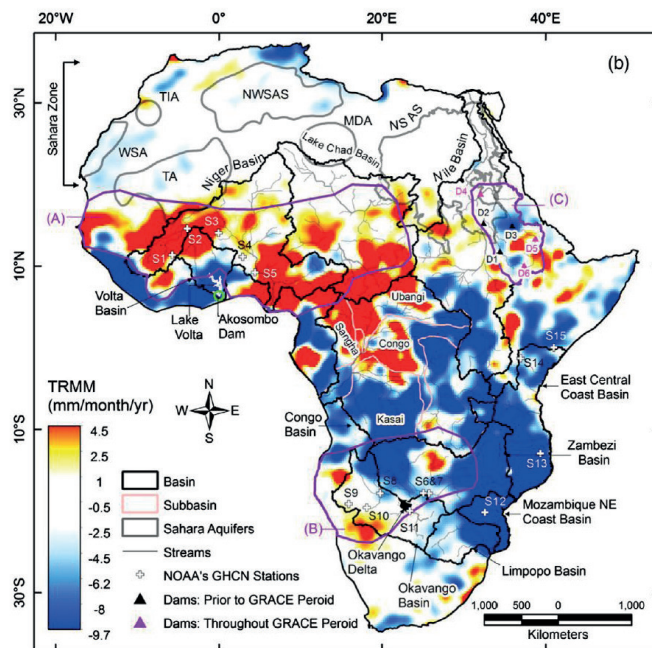 20°W 0° 20°E 40°E
(b)
Sahara Zone
30°N
10°N
10°S
30°S
TIA
NWSAS
MDA
NSAS
WSA
TA
Niger Basin
Lake Chad Basin
Nile Basin
(A)
(C)
D4
D2
D3
D5
D1
D6
S3
S2
S1
S4
S5
Volta
Basin
Lake
Volta
Akosombo
Dam
Ubangi
Sangha
Congo
S15
S14
East Central
Coast Basin
Kasai
Congo
Basin
Zambezi
Basin
S13
S8
S6&7
S9
S10
S12
S11
(B)
Mozambique NE
Coast Basin
Okavango
Delta
Okavango
Basin
Limpopo Basin
N
W E
S
TRMM
(mm/month/yr)
4.5
3
1
-1
-2.5
-4.5
-6.2
-8
-9.7
Basin
Subbasin
Sahara Aquifers
Streams
NOAA's GHCN Stations
Dams: Prior to GRACE Peroid
Dams: Throughout GRACE Peroid
1,000 500 0 1,000
Kilometers